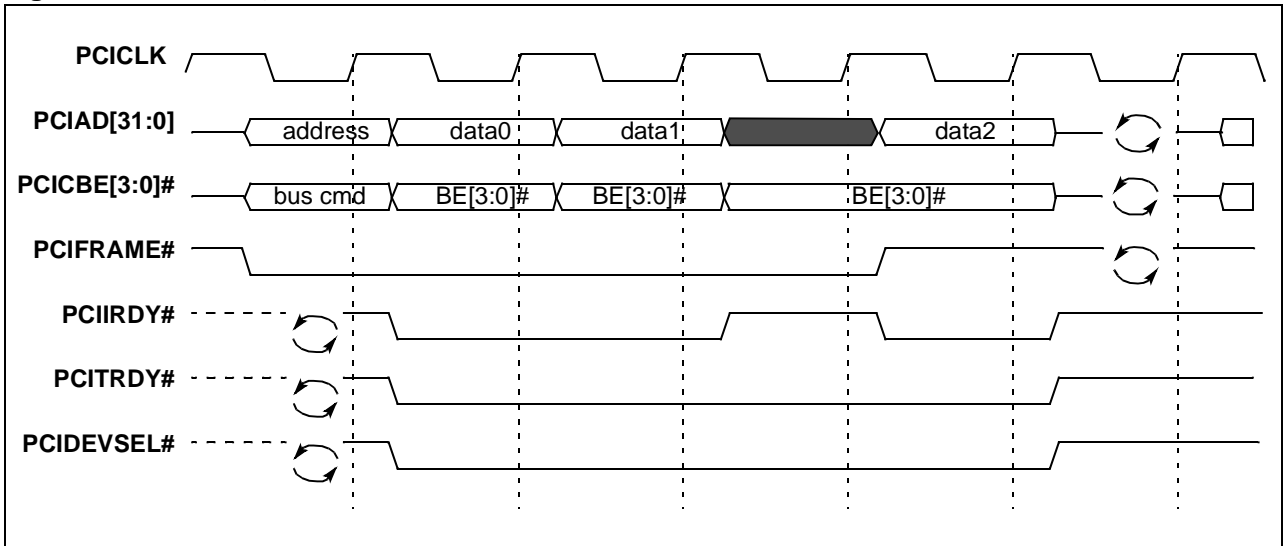 PCICLK
PCIAD[31:0] address data0 data1 data2
PCICBE[3:0]# bus cmd BE[3:0]# BE[3:0]# BE[3:0]#
PCIFRAME#
PCIIRDY#
PCITRDY#
PCIDEVSEL#